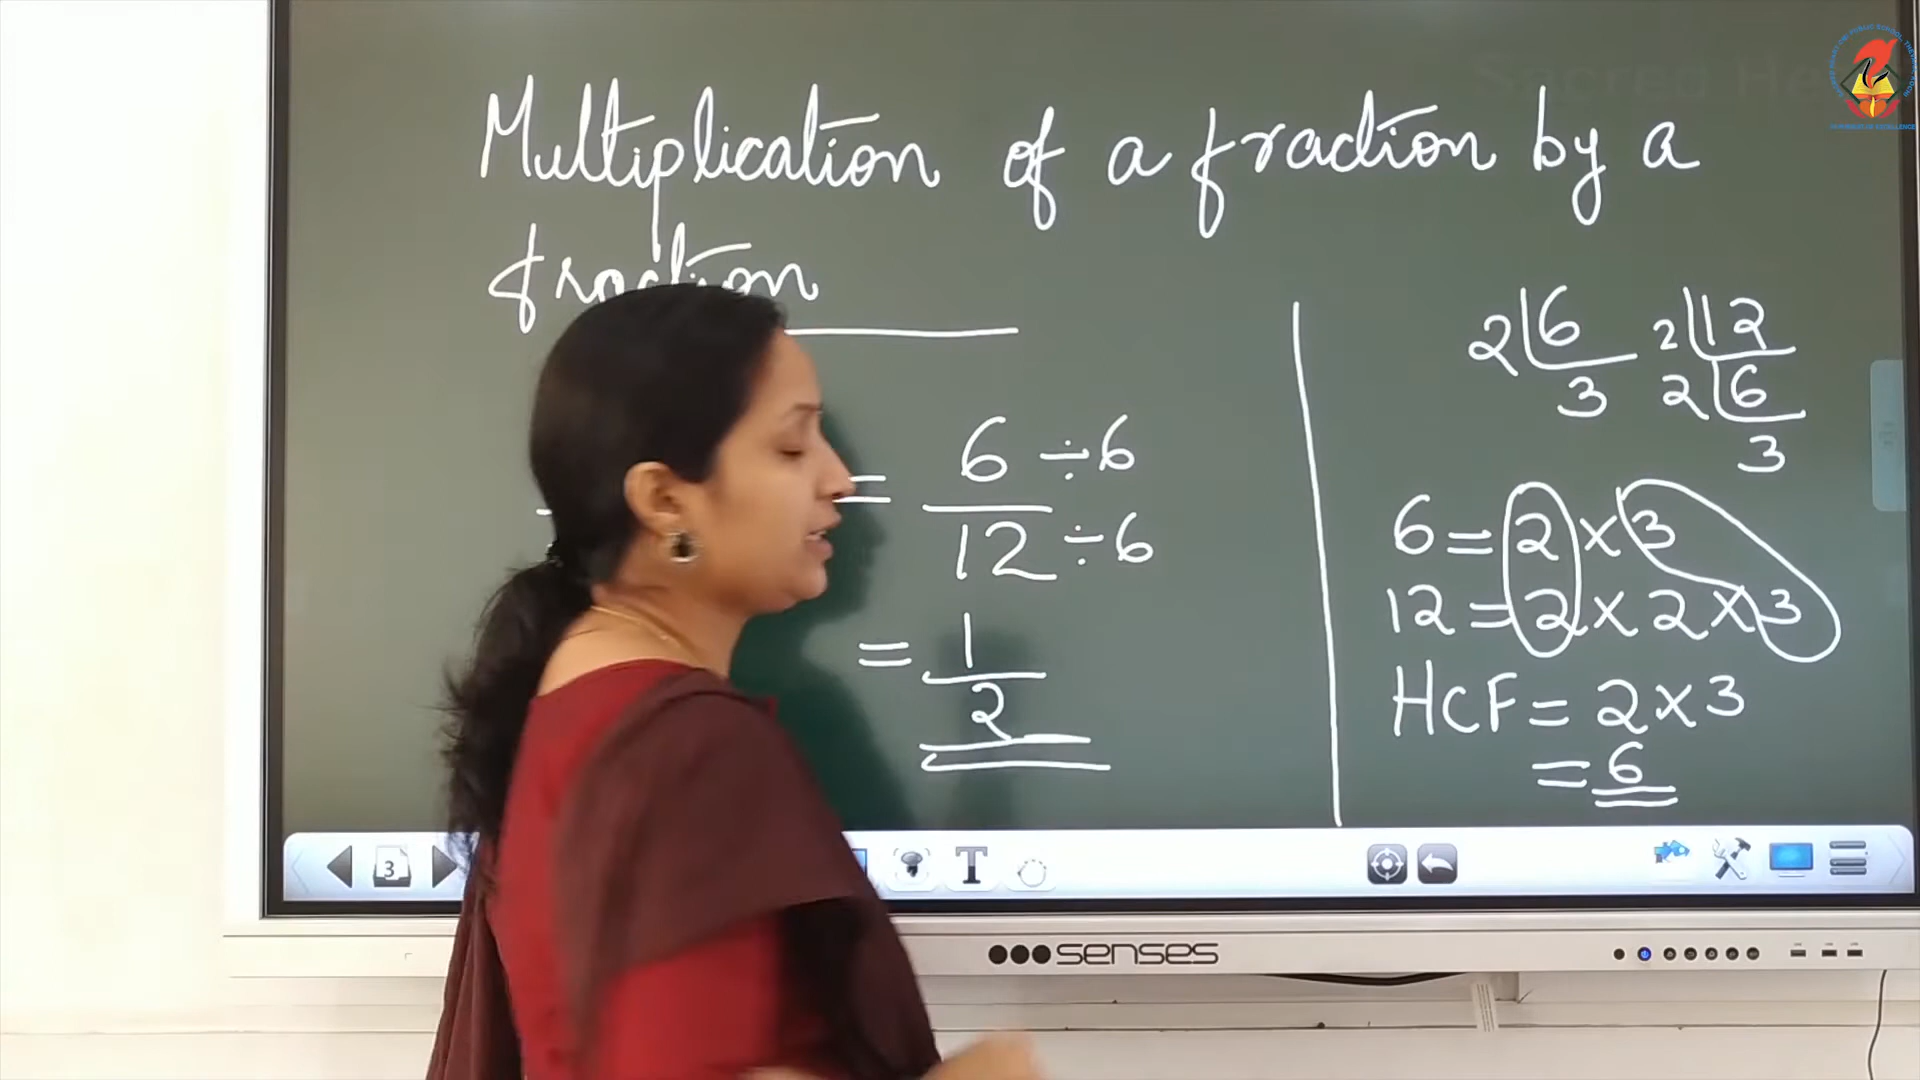 Multiplication of a fraction by a
fraction
= 6 ÷ 6
12 ÷ 6
= 1
2
2 6 2 12
3 2 6
3
6 = 2 × 3
12 = 2 × 2 × 3
HCF = 2 × 3
= 6
3
T
senses